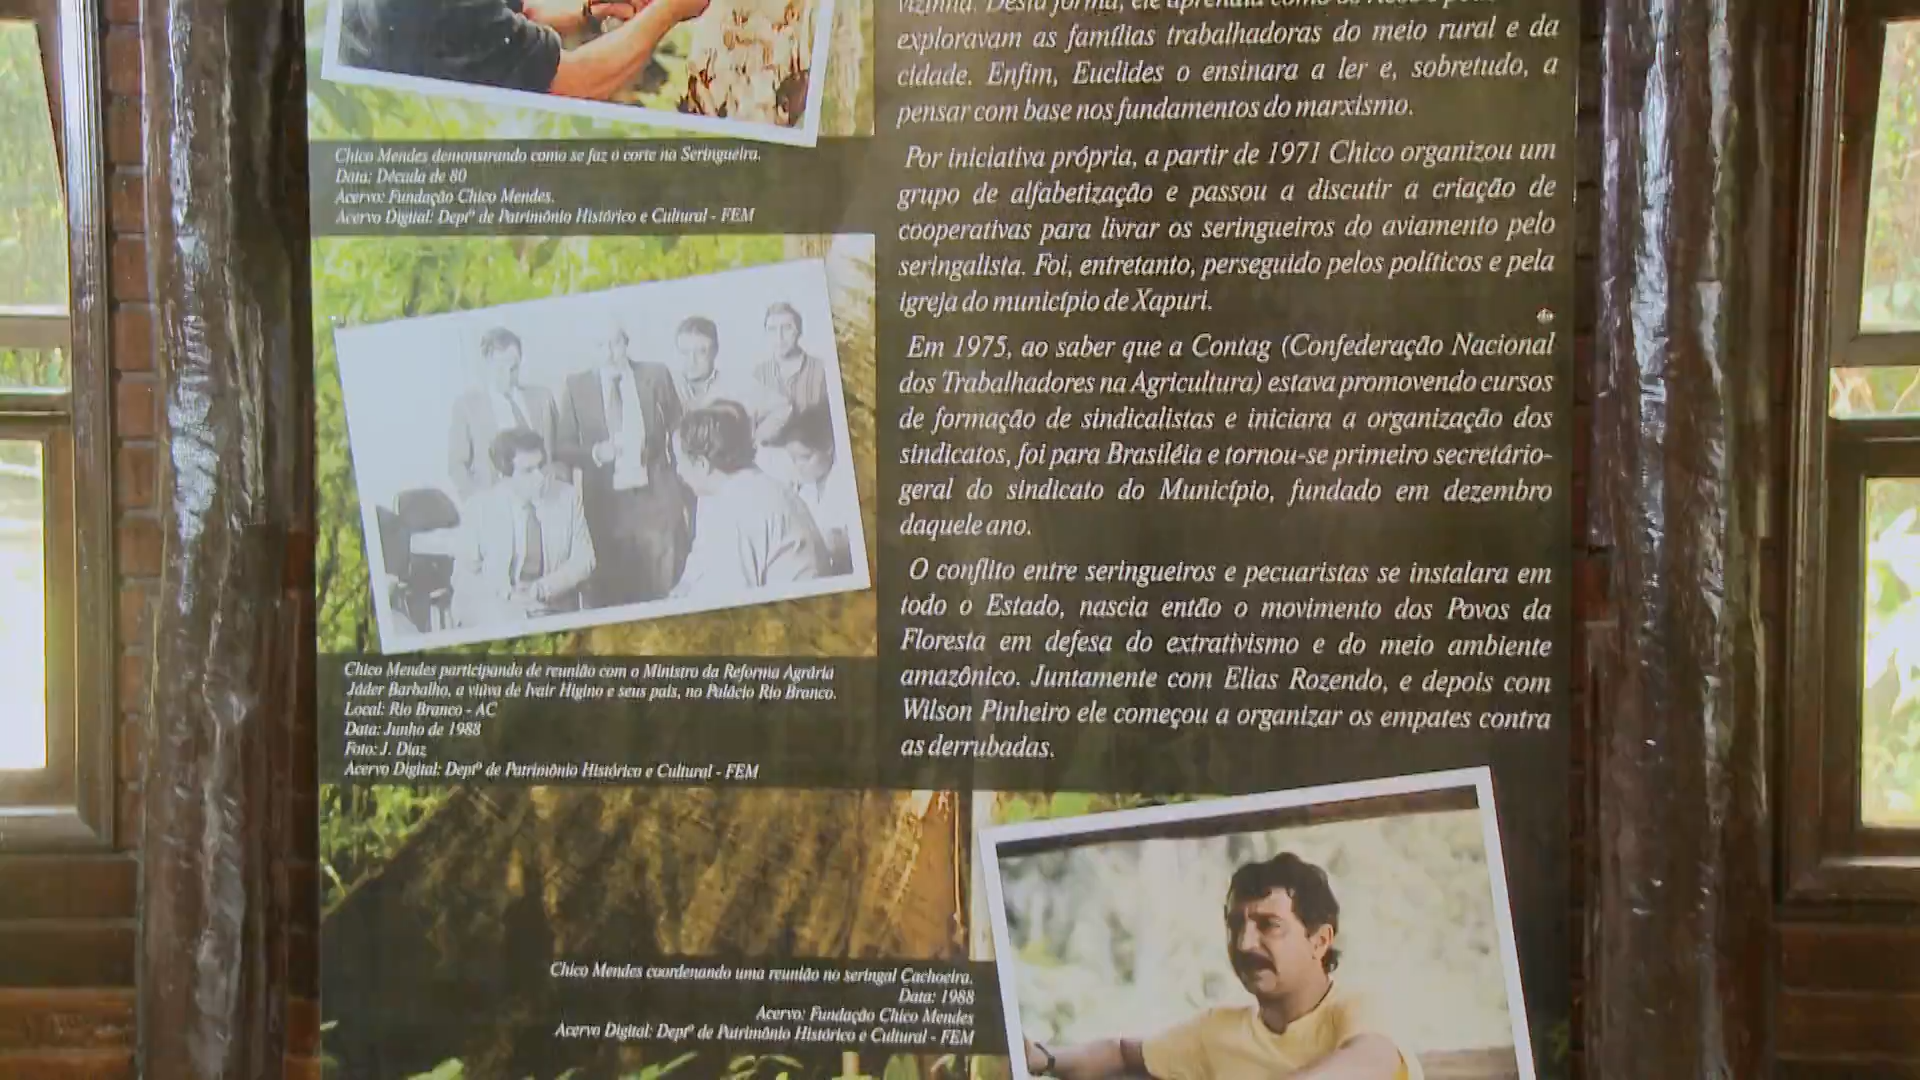 vizinha. Desta forma, ele aprendia como
exploravam as famílias trabalhadoras do meio rural e da
cidade. Enfim, Euclides o ensinara a ler e, sobretudo, a
pensar com base nos fundamentos do marxismo.
Por iniciativa própria, a partir de 1971 Chico organizou um
grupo de alfabetização e passou a discutir a criação de
cooperativas para livrar os seringueiros do aviamento pelo
seringalista. Foi, entretanto, perseguido pelos políticos e pela
igreja do município de Xapuri.
Em 1975, ao saber que a Contag (Confederação Nacional
dos Trabalhadores na Agricultura) estava promovendo cursos
de formação de sindicalistas e iniciara a organização dos
sindicatos, foi para Brasiléia e tornou-se primeiro secretário-
geral do sindicato do Município, fundado em dezembro
daquele ano.
O conflito entre seringueiros e pecuaristas se instalara em
todo o Estado, nascia então o movimento dos Povos da
Floresta em defesa do extrativismo e do meio ambiente
amazônico. Juntamente com Elias Rozendo, e depois com
Wilson Pinheiro ele começou a organizar os empates contra
as derrubadas.
Chico Mendes demonstrando como se faz o corte na Seringueira.
Data: Década de 80
Acervo: Fundação Chico Mendes.
Acervo Digital: Deptº de Patrimônio Histórico e Cultural - FEM
Chico Mendes participando de reunião com o Ministro da Reforma Agrária
Jáder Barbalho, a viúva de Ivair Higino e seus pais, no Palácio Rio Branco.
Local: Rio Branco - AC
Data: Junho de 1988
Foto: J. Diaz
Acervo Digital: Deptº de Patrimônio Histórico e Cultural - FEM
Chico Mendes coordenando uma reunião no seringal Cachoeira.
Data: 1988
Acervo: Fundação Chico Mendes
Acervo Digital: Deptº de Patrimônio Histórico e Cultural - FEM